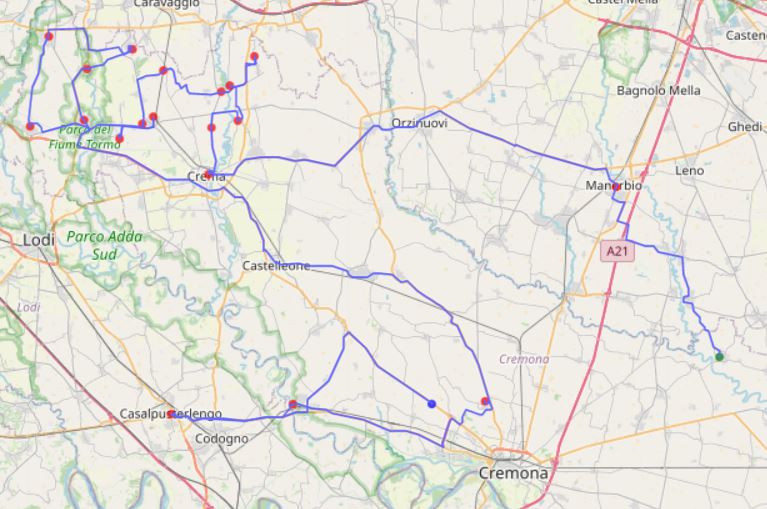 Caravaggio
Castel Mella
Castene
Bagnolo Mella
Orzinuovi
Ghedi
Parco del
Fiume Tormo
Leno
Crema
Manerbio
Lodi
Parco Adda
Sud
A21
Castelleone
Lodi
Cremona
Casalpusterlengo
Codogno
Cremona